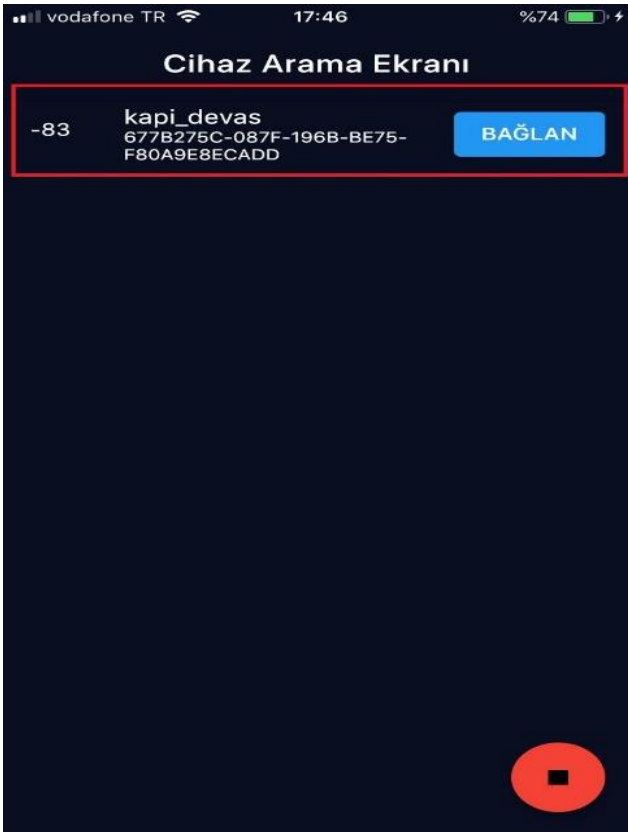 vodafone TR 17:46 %74
Cihaz Arama Ekranı
-83 kapi_devas BAĞLAN
677B275C-087F-196B-BE75-
F80A9E8ECADD